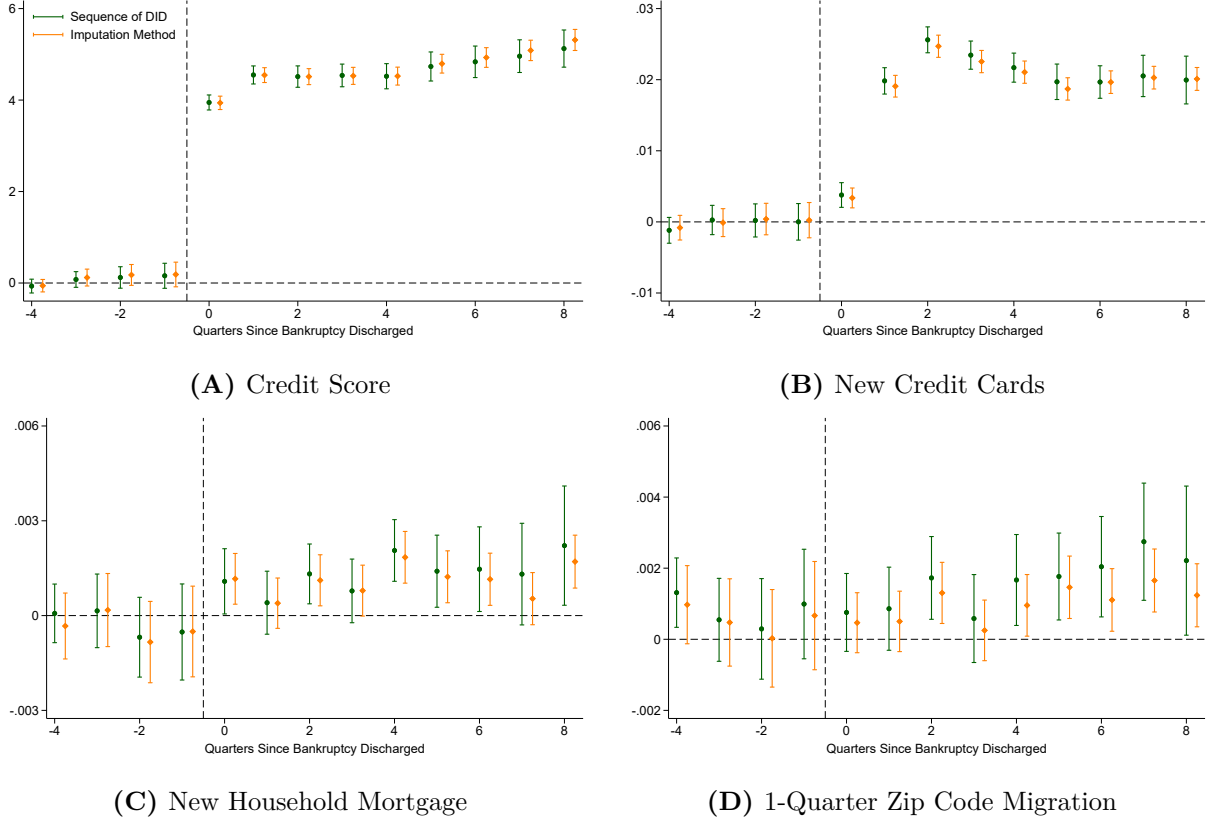 Sequence of DID
Imputation Method
6
4
2
0
-4 -2 0 2 4 6 8
Quarters Since Bankruptcy Discharged
(A) Credit Score
.03
.02
.01
0
-.01
-4 -2 0 2 4 6 8
Quarters Since Bankruptcy Discharged
(B) New Credit Cards
.006
.003
0
-.003
-4 -2 0 2 4 6 8
Quarters Since Bankruptcy Discharged
(C) New Household Mortgage
.006
.004
.002
0
-.002
-4 -2 0 2 4 6 8
Quarters Since Bankruptcy Discharged
(D) 1-Quarter Zip Code Migration